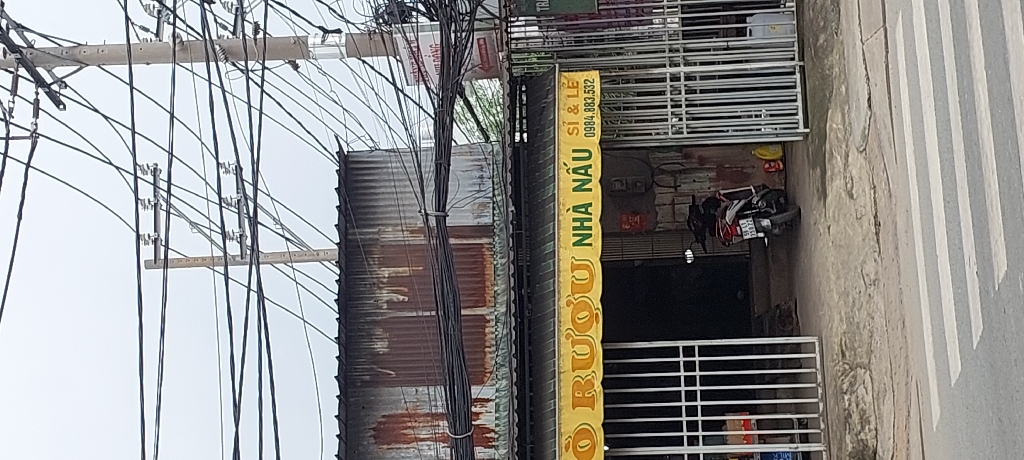 RƯỢU NHÀ NẤU SỈ & LẺ
0984.883.532